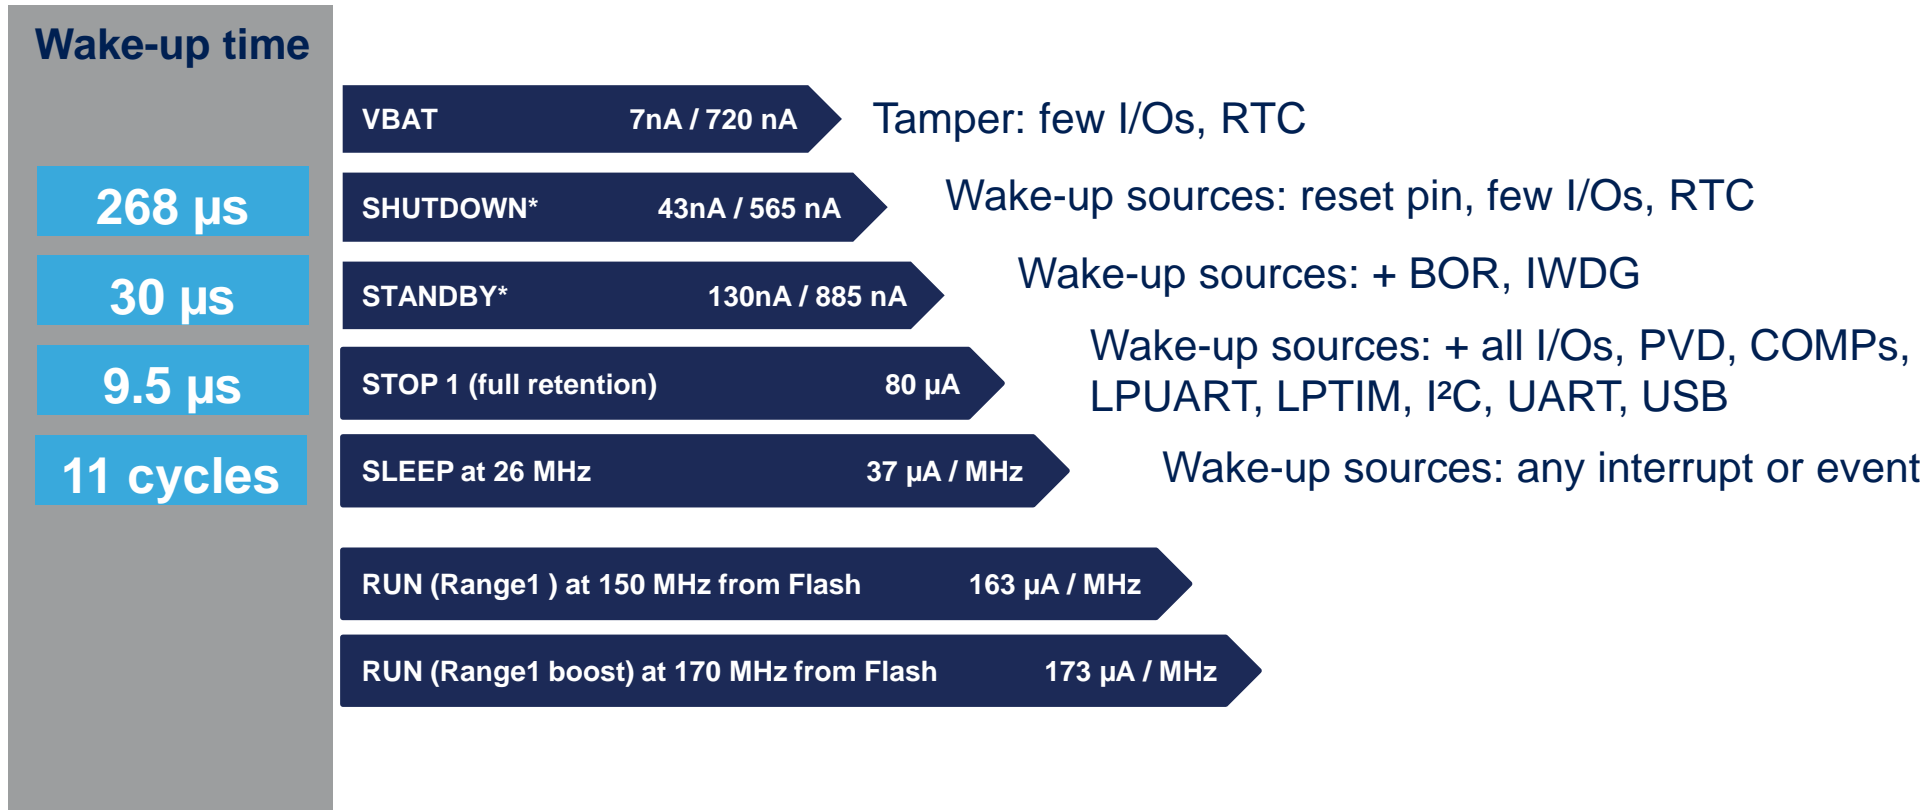 Wake-up time
VBAT 7nA / 720 nA
Tamper: few I/Os, RTC
268 µs
SHUTDOWN* 43nA / 565 nA
Wake-up sources: reset pin, few I/Os, RTC
30 µs
STANDBY* 130nA / 885 nA
Wake-up sources: + BOR, IWDG
9.5 µs
STOP 1 (full retention) 80 µA
Wake-up sources: + all I/Os, PVD, COMPs,
LPUART, LPTIM, I²C, UART, USB
11 cycles
SLEEP at 26 MHz 37 µA / MHz
Wake-up sources: any interrupt or event
RUN (Range1 ) at 150 MHz from Flash 163 µA / MHz
RUN (Range1 boost) at 170 MHz from Flash 173 µA / MHz